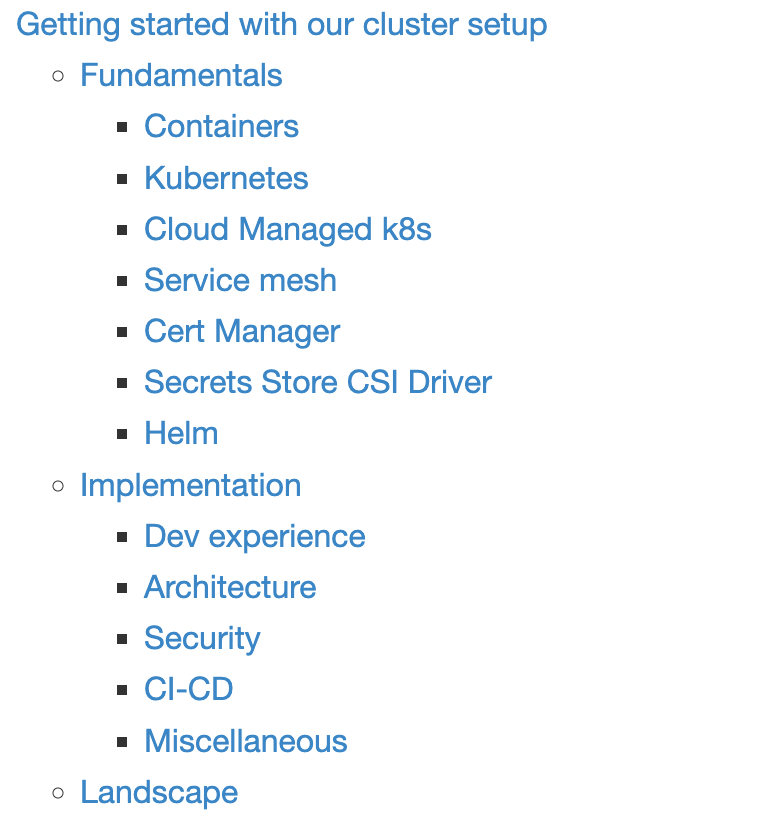 Getting started with our cluster setup
Fundamentals
Containers
Kubernetes
Cloud Managed k8s
Service mesh
Cert Manager
Secrets Store CSI Driver
Helm
Implementation
Dev experience
Architecture
Security
CI-CD
Miscellaneous
Landscape